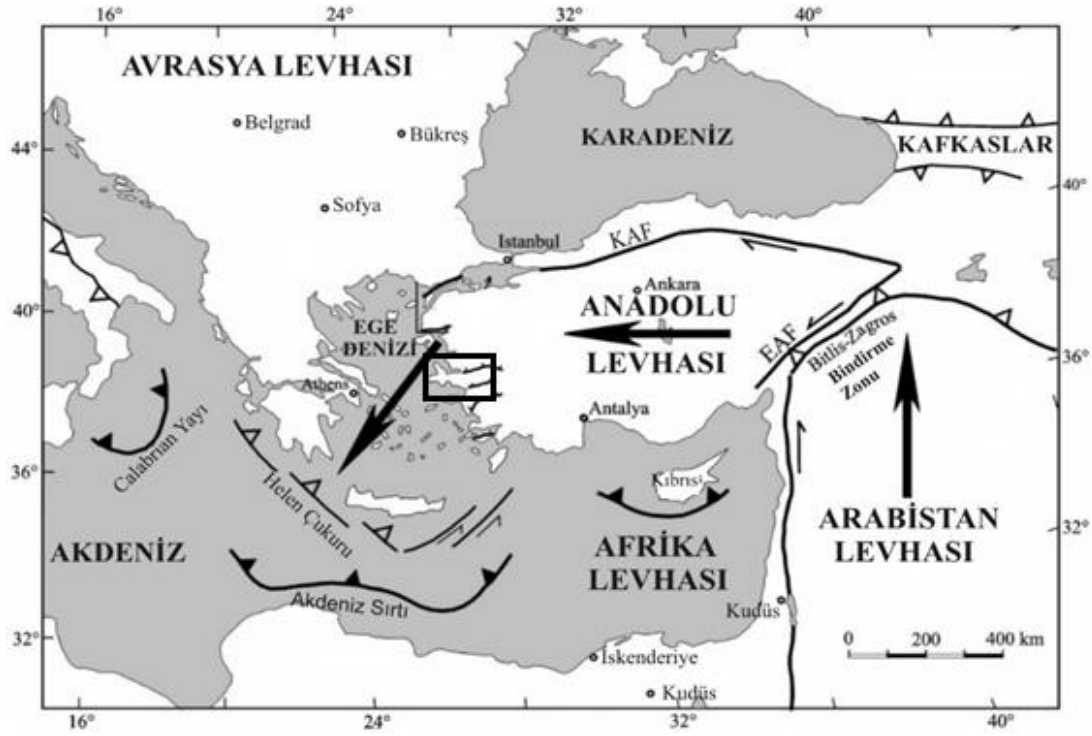 16° 24° 32° 40°
AVRASYA LEVHASI
Belgrad
Bükreş
KARADENİZ
KAFKASLAR
44°
40°
Sofya
Istanbul
KAF
Ankara
ANADOLU
LEVHASI
40°
EGE
DENİZİ
EAF
Bitlis-Zagros
Bindirme
Zonu
36°
Athens
Antalya
Calabrian Yayı
36°
Helen Çukuru
Kıbrıs
ARABİSTAN
LEVHASI
32°
AKDENİZ
AFRİKA
LEVHASI
Akdeniz Sırtı
Kudüs
32°
0 200 400 km
İskenderiye
Kudüs
16° 24° 32° 40°